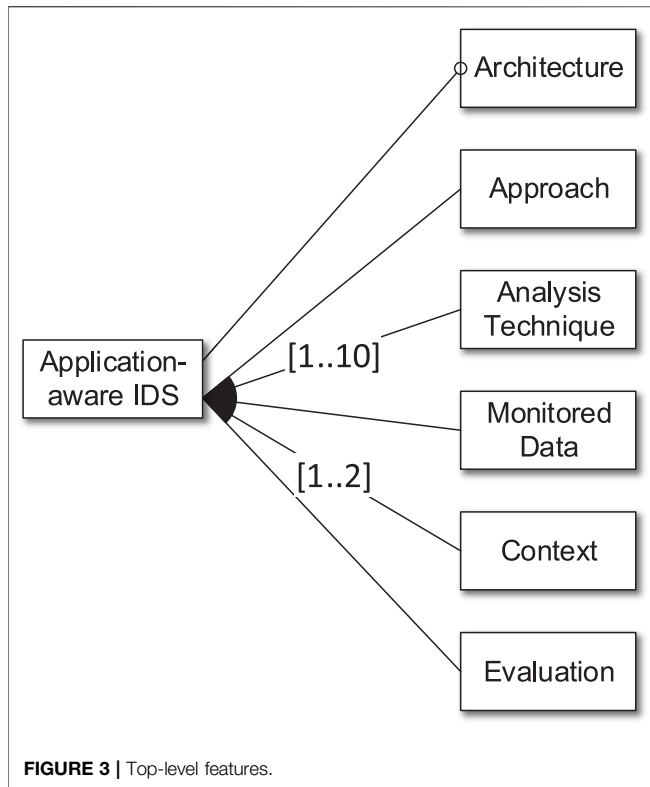 Architecture
Approach
Analysis
Technique
[1..10]
Application-
aware IDS
Monitored
Data
[1..2]
Context
Evaluation
FIGURE 3 | Top-level features.